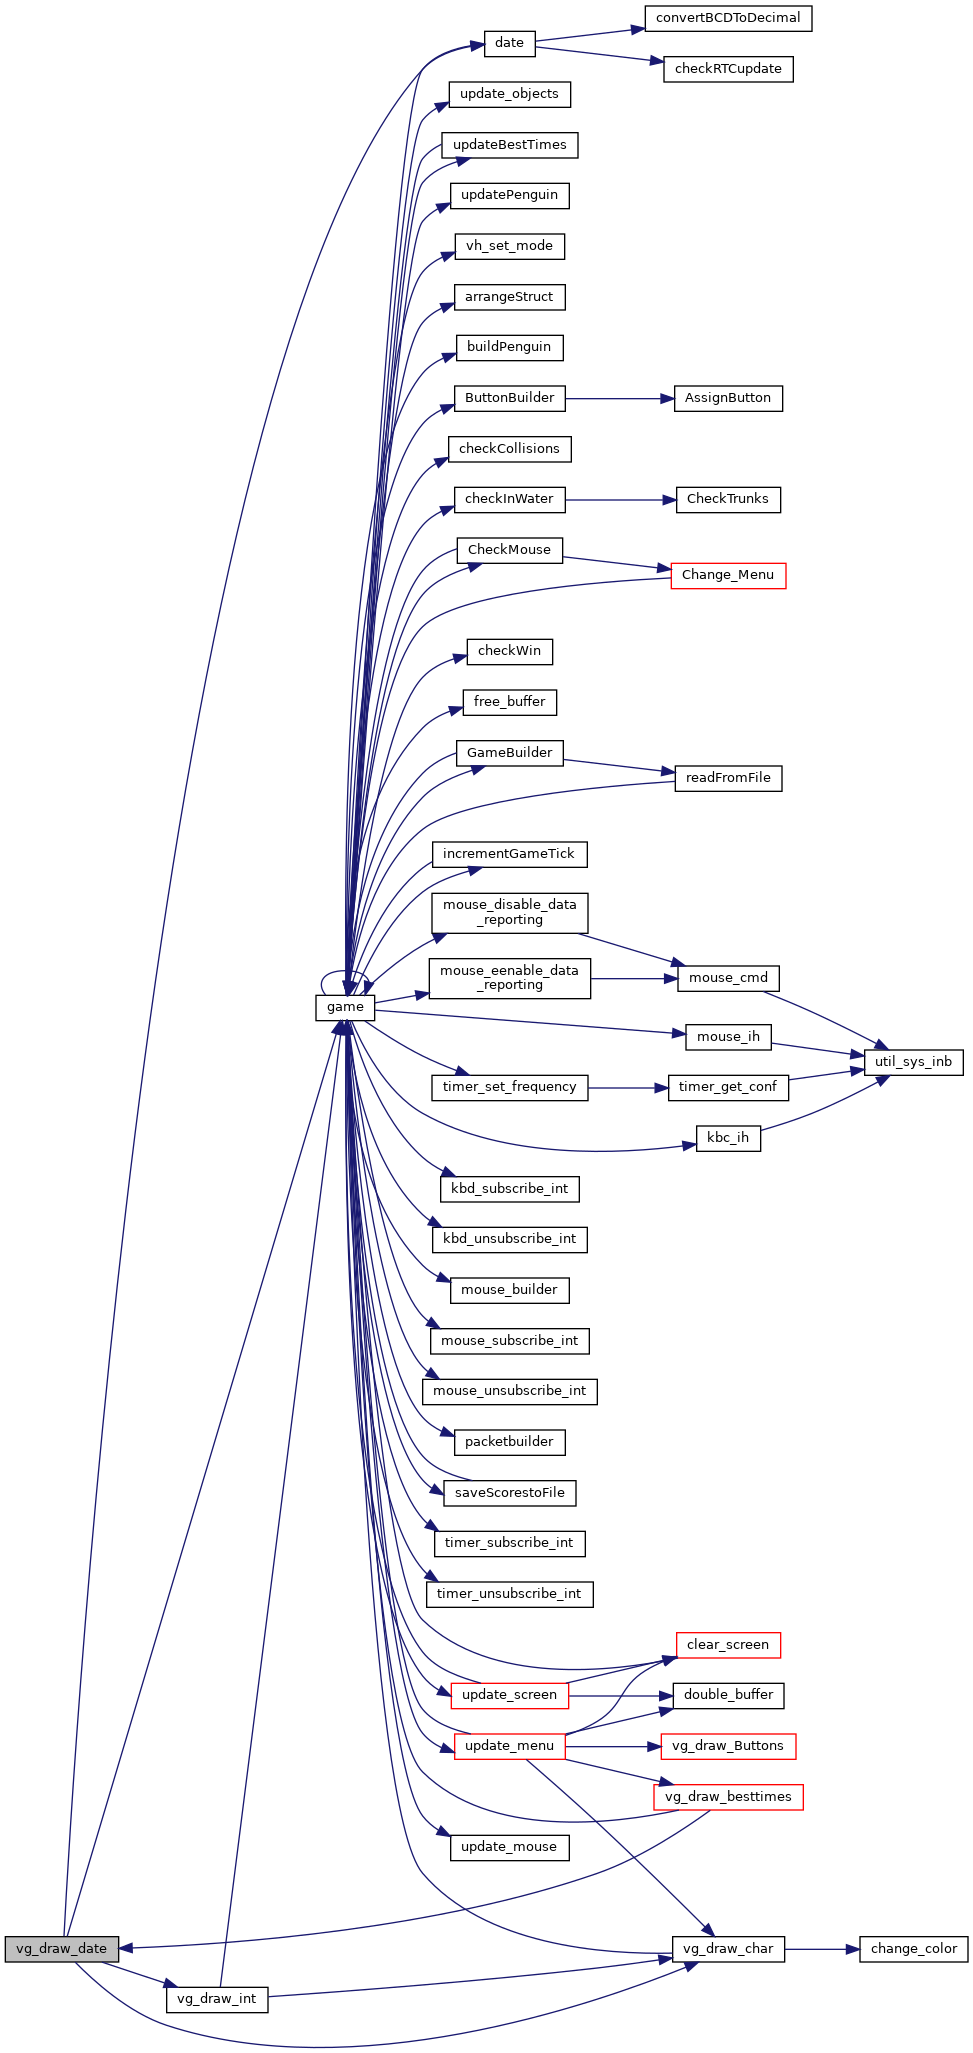 convertBCDToDecimal
date
checkRTCupdate
update_objects
updateBestTimes
updatePenguin
vh_set_mode
arrangeStruct
buildPenguin
ButtonBuilder
AssignButton
checkCollisions
checkInWater
CheckTrunks
CheckMouse
Change_Menu
checkWin
free_buffer
GameBuilder
readFromFile
incrementGameTick
mouse_disable_data
_reporting
mouse_eenable_data
_reporting
mouse_cmd
game
mouse_ih
util_sys_inb
timer_set_frequency
timer_get_conf
kbc_ih
kbd_subscribe_int
kbd_unsubscribe_int
mouse_builder
mouse_subscribe_int
mouse_unsubscribe_int
packetbuilder
saveScorestoFile
timer_subscribe_int
timer_unsubscribe_int
clear_screen
update_screen
double_buffer
update_menu
vg_draw_Buttons
vg_draw_besttimes
update_mouse
vg_draw_date
vg_draw_char
change_color
vg_draw_int